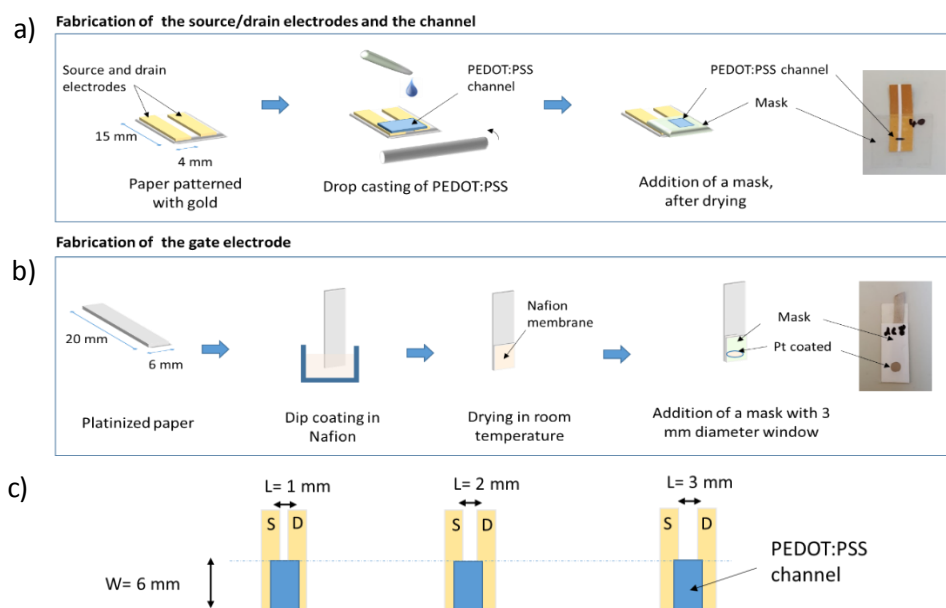 a)
Fabrication of the source/drain electrodes and the channel
Source and drain
electrodes
15 mm
4 mm
Paper patterned
with gold
PEDOT:PSS
channel
Drop casting of PEDOT:PSS
PEDOT:PSS channel
Mask
Addition of a mask,
after drying
Fabrication of the gate electrode
b)
20 mm
6 mm
Platinized paper
Dip coating in
Nafion
Nafion
membrane
Drying in room
temperature
Mask
Pt coated
Addition of a mask with 3
mm diameter window
c)
L= 1 mm
L= 2 mm
L= 3 mm
S D
S D
S D
W= 6 mm
PEDOT:PSS
channel